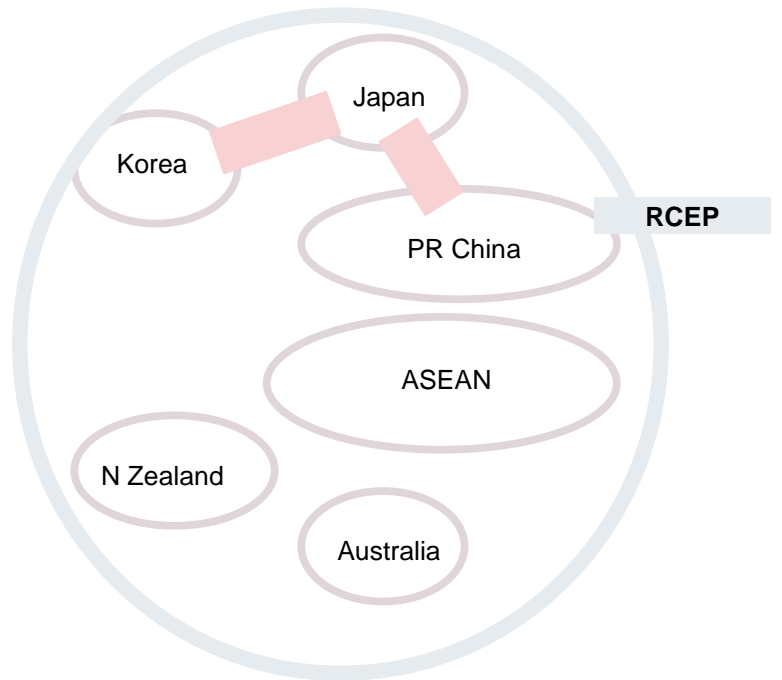 Japan
Korea
RCEP
PR China
ASEAN
N Zealand
Australia